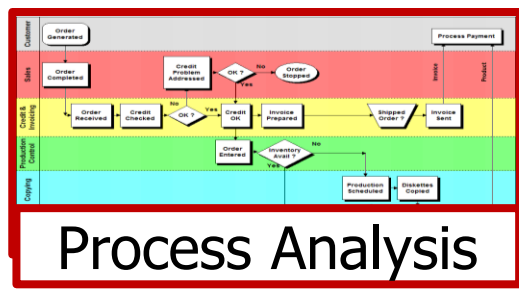 Customer
Order
Generated
Process Payment
Sales
Order
Completed
Credit
Problem
Addressed
OK ?
No
Order
Stopped
Yes
Invoice
Product
Credit &
Invoicing
Order
Received
Credit
Checked
No
OK ?
Yes
Credit
OK
Invoice
Prepared
Shipped
Order ?
Invoice
Sent
Production
Control
Order
Entered
Inventory
Avail ?
No
Yes
Copying
Production
Scheduled
Diskettes
Copied
Process Analysis